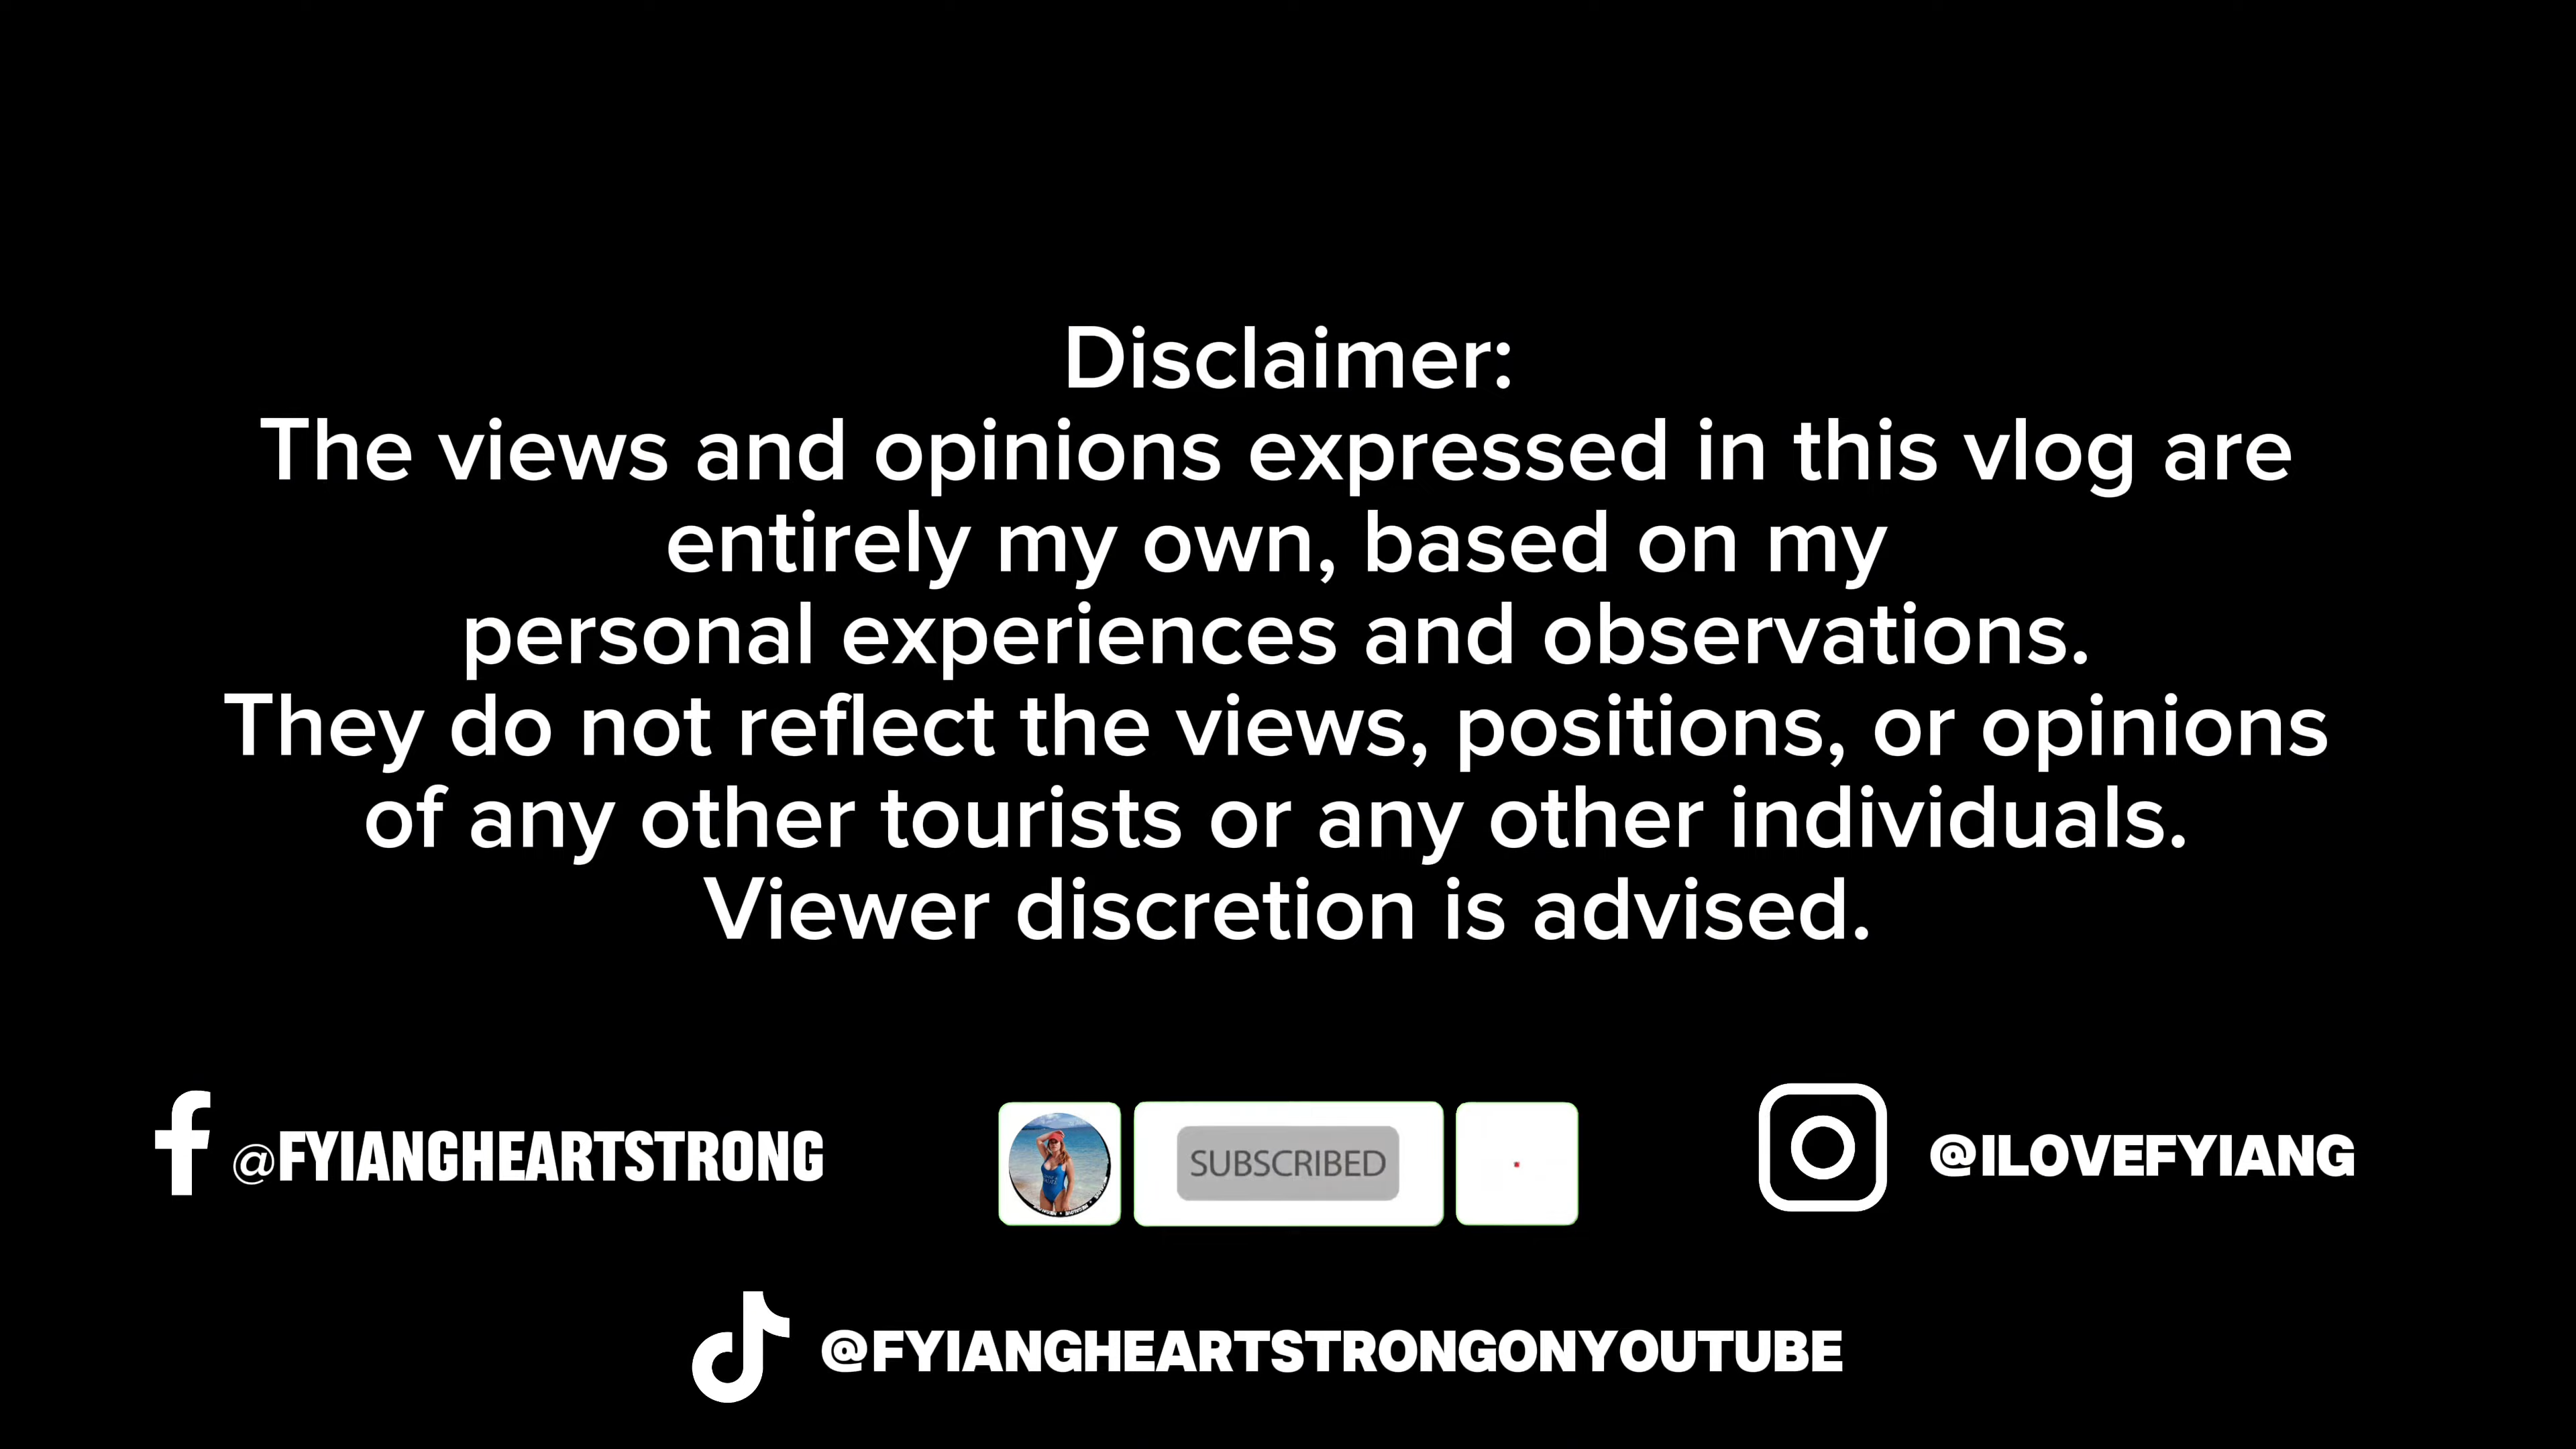 Disclaimer:
The views and opinions expressed in this vlog are
entirely my own, based on my
personal experiences and observations.
They do not reflect the views, positions, or opinions
of any other tourists or any other individuals.
Viewer discretion is advised.
@FYIANGHEARTSTRONG
SUBSCRIBED
@ILOVEFYIANG
@FYIANGHEARTSTRONGONYOUTUBE